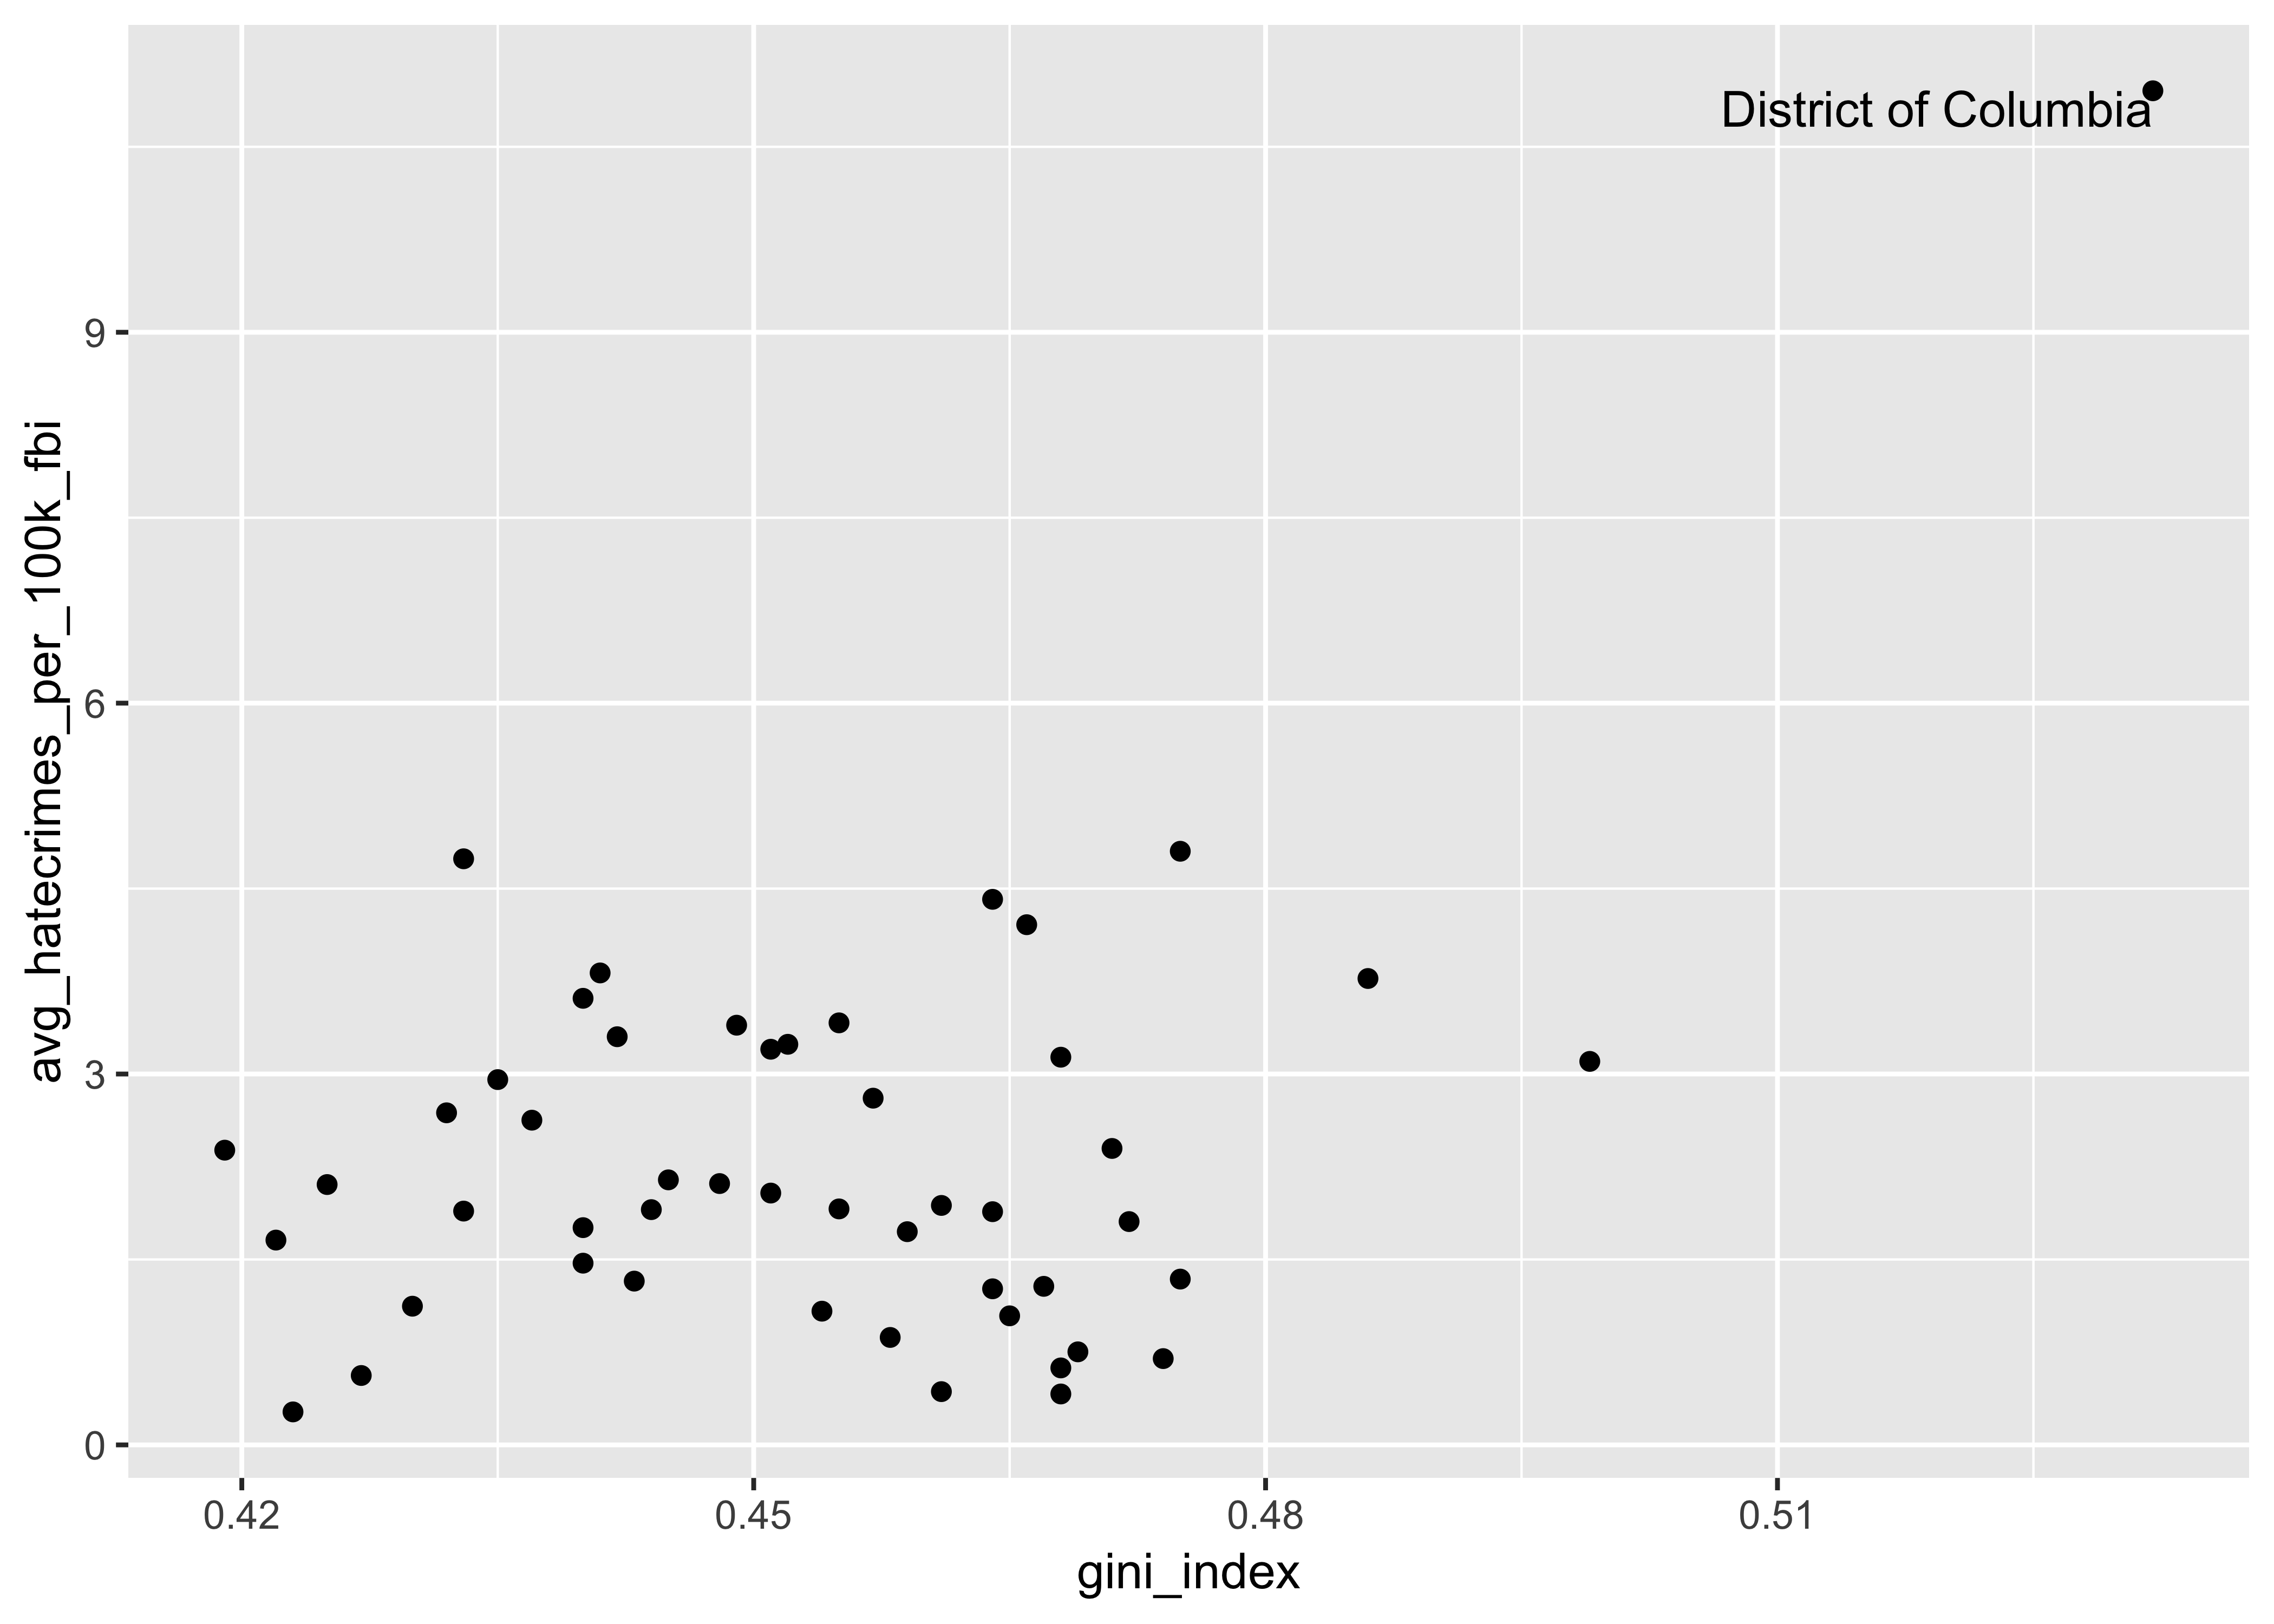 District of Columbia
avg_hatecrimes_per_100k_fbi
9
6
3
0
0.42 0.45 0.48 0.51
gini_index